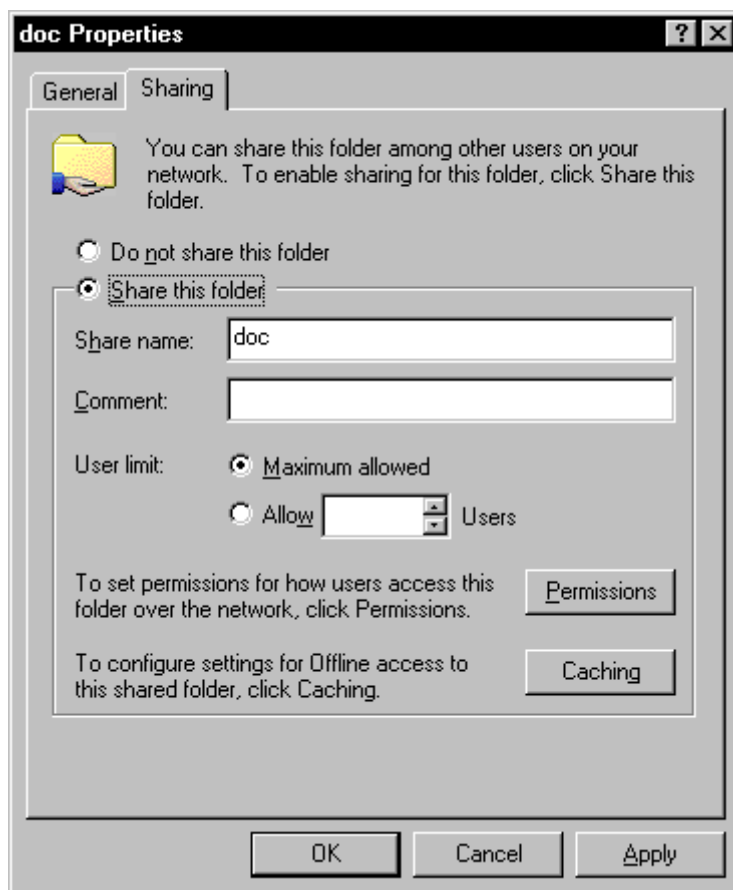 doc Properties
General
Sharing
You can share this folder among other users on your
network. To enable sharing for this folder, click Share this
folder.
Do not share this folder
Share this folder
Share name:
doc
Comment:
User limit:
Maximum allowed
Allow
Users
To set permissions for how users access this
folder over the network, click Permissions.
Permissions
To configure settings for Offline access to
this shared folder, click Caching.
Caching
OK
Cancel
Apply